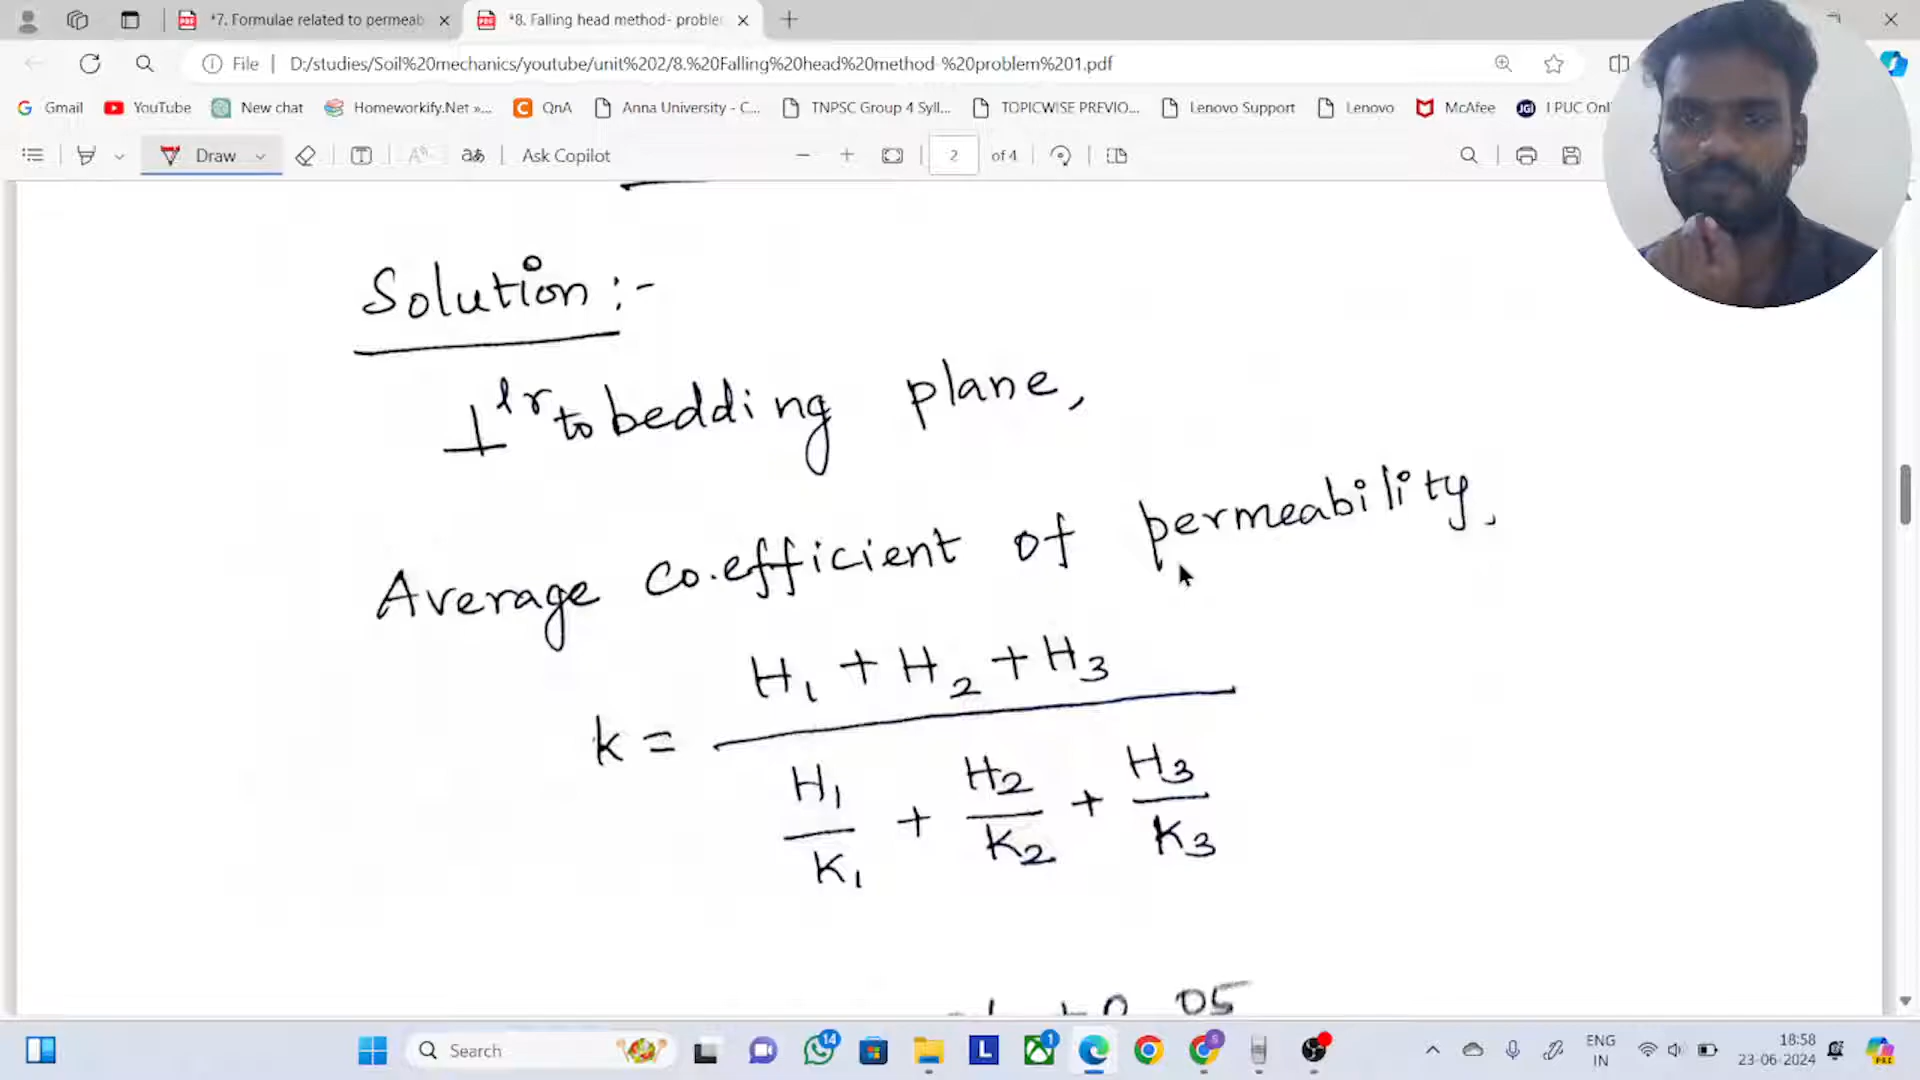 *7. Formulae related to permeab
*8. Falling head method- proble
File
D:/studies/Soil%20mechanics/youtube/unit%202/8.%20Falling%20head%20method-%20problem%201.pdf
Gmail
YouTube
New chat
Homeworkify.Net »...
QnA
Anna University - C...
TNPSC Group 4 Syll...
TOPICWISE PREVIO...
Lenovo Support
Lenovo
McAfee
I PUC Onl
Draw
Ask Copilot
2 of 4
Solution :-
⊥lr to bedding plane,
Average co.efficient of permeability,
H1 + H2 + H3
k =
H1/K1 + H2/K2 + H3/K3
05
Search
14
1
ENG
IN
18:58
23-06-2024